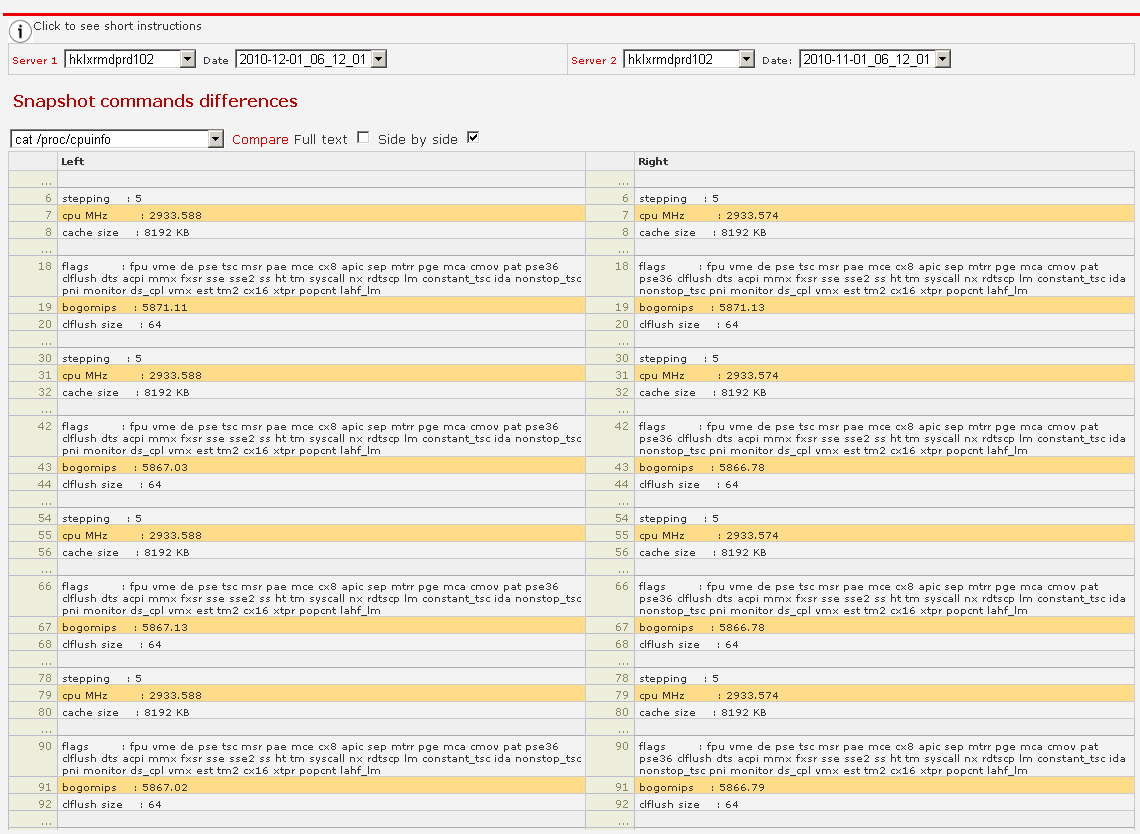 i Click to see short instructions
Server 1 hklxrmdprd102 Date 2010-12-01_06_12_01 Server 2 hklxrmdprd102 Date: 2010-11-01_06_12_01
Snapshot commands differences
cat /proc/cpuinfo Compare Full text Side by side
Left Right
... ...
6 stepping : 5 6 stepping : 5
7 cpu MHz : 2933.588 7 cpu MHz : 2933.574
8 cache size : 8192 KB 8 cache size : 8192 KB
... ...
18 flags : fpu vme de pse tsc msr pae mce cx8 apic sep mtrr pge mca cmov pat pse36 18 flags : fpu vme de pse tsc msr pae mce cx8 apic sep mtrr pge mca cmov pat
clflush dts acpi mmx fxsr sse sse2 ss ht tm syscall nx rdtscp lm constant_tsc ida nonstop_tsc pse36 clflush dts acpi mmx fxsr sse sse2 ss ht tm syscall nx rdtscp lm constant_tsc ida
pni monitor ds_cpl vmx est tm2 cx16 xtpr popcnt lahf_lm nonstop_tsc pni monitor ds_cpl vmx est tm2 cx16 xtpr popcnt lahf_lm
19 bogomips : 5871.11 19 bogomips : 5871.13
20 clflush size : 64 20 clflush size : 64
... ...
30 stepping : 5 30 stepping : 5
31 cpu MHz : 2933.588 31 cpu MHz : 2933.574
32 cache size : 8192 KB 32 cache size : 8192 KB
... ...
42 flags : fpu vme de pse tsc msr pae mce cx8 apic sep mtrr pge mca cmov pat pse36 42 flags : fpu vme de pse tsc msr pae mce cx8 apic sep mtrr pge mca cmov pat
clflush dts acpi mmx fxsr sse sse2 ss ht tm syscall nx rdtscp lm constant_tsc ida nonstop_tsc pse36 clflush dts acpi mmx fxsr sse sse2 ss ht tm syscall nx rdtscp lm constant_tsc ida
pni monitor ds_cpl vmx est tm2 cx16 xtpr popcnt lahf_lm nonstop_tsc pni monitor ds_cpl vmx est tm2 cx16 xtpr popcnt lahf_lm
43 bogomips : 5867.03 43 bogomips : 5866.78
44 clflush size : 64 44 clflush size : 64
... ...
54 stepping : 5 54 stepping : 5
55 cpu MHz : 2933.588 55 cpu MHz : 2933.574
56 cache size : 8192 KB 56 cache size : 8192 KB
... ...
66 flags : fpu vme de pse tsc msr pae mce cx8 apic sep mtrr pge mca cmov pat pse36 66 flags : fpu vme de pse tsc msr pae mce cx8 apic sep mtrr pge mca cmov pat
clflush dts acpi mmx fxsr sse sse2 ss ht tm syscall nx rdtscp lm constant_tsc ida nonstop_tsc pse36 clflush dts acpi mmx fxsr sse sse2 ss ht tm syscall nx rdtscp lm constant_tsc ida
pni monitor ds_cpl vmx est tm2 cx16 xtpr popcnt lahf_lm nonstop_tsc pni monitor ds_cpl vmx est tm2 cx16 xtpr popcnt lahf_lm
67 bogomips : 5867.13 67 bogomips : 5866.78
68 clflush size : 64 68 clflush size : 64
... ...
78 stepping : 5 78 stepping : 5
79 cpu MHz : 2933.588 79 cpu MHz : 2933.574
80 cache size : 8192 KB 80 cache size : 8192 KB
... ...
90 flags : fpu vme de pse tsc msr pae mce cx8 apic sep mtrr pge mca cmov pat pse36 90 flags : fpu vme de pse tsc msr pae mce cx8 apic sep mtrr pge mca cmov pat
clflush dts acpi mmx fxsr sse sse2 ss ht tm syscall nx rdtscp lm constant_tsc ida nonstop_tsc pse36 clflush dts acpi mmx fxsr sse sse2 ss ht tm syscall nx rdtscp lm constant_tsc ida
pni monitor ds_cpl vmx est tm2 cx16 xtpr popcnt lahf_lm nonstop_tsc pni monitor ds_cpl vmx est tm2 cx16 xtpr popcnt lahf_lm
91 bogomips : 5867.02 91 bogomips : 5866.79
92 clflush size : 64 92 clflush size : 64
... ...